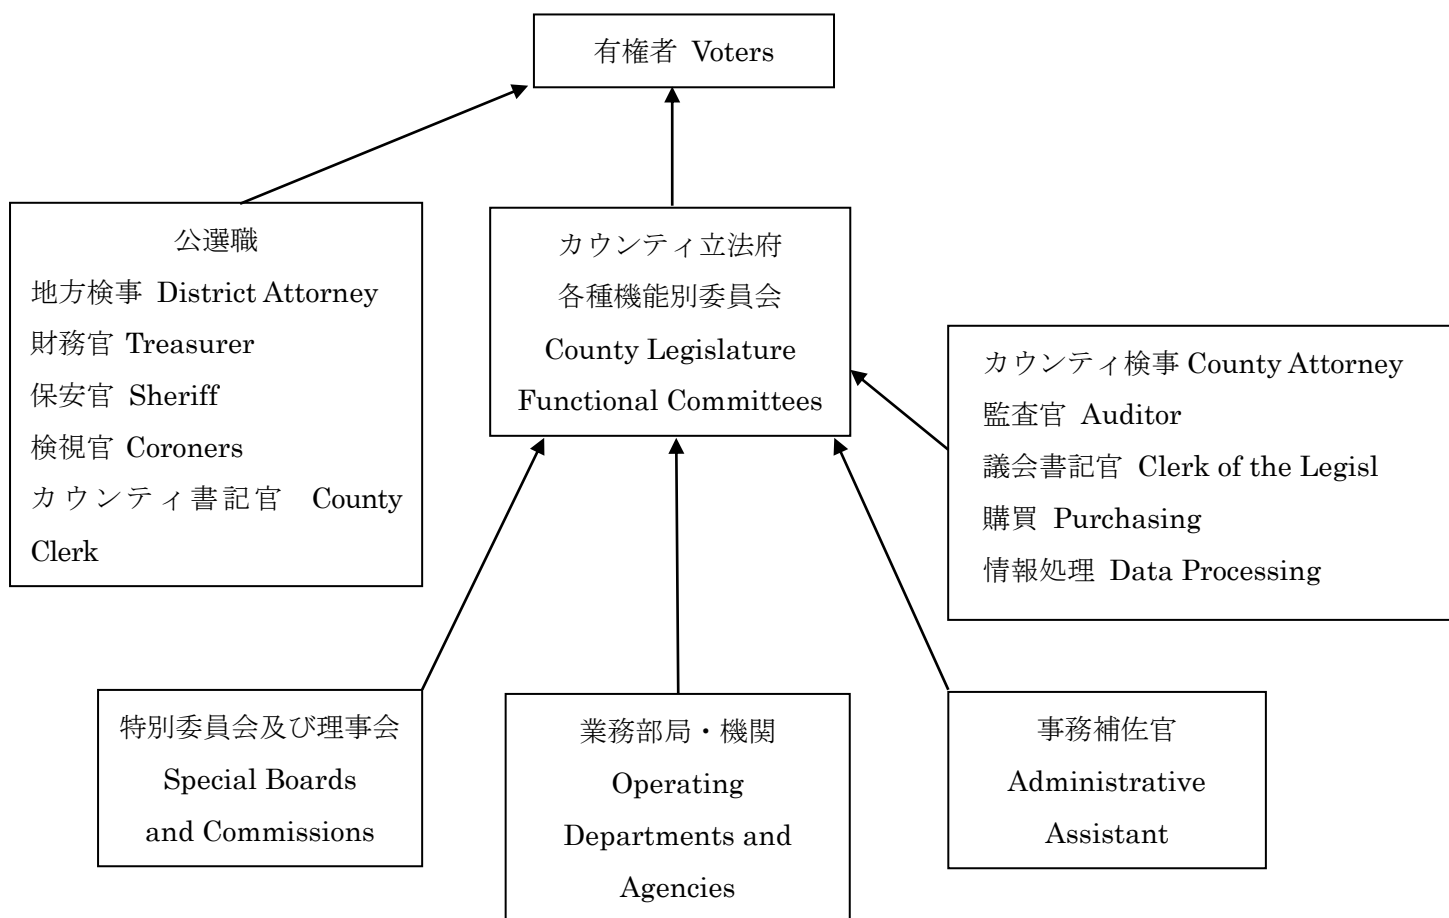 有権者 Voters
公選職
地方検事 District Attorney
財務官 Treasurer
保安官 Sheriff
検視官 Coroners
カウンティ書記官 County
Clerk
カウンティ立法府
各種機能別委員会
County Legislature
Functional Committees
カウンティ検事 County Attorney
監査官 Auditor
議会書記官 Clerk of the Legisl
購買 Purchasing
情報処理 Data Processing
特別委員会及び理事会
Special Boards
and Commissions
業務部局・機関
Operating
Departments and
Agencies
事務補佐官
Administrative
Assistant